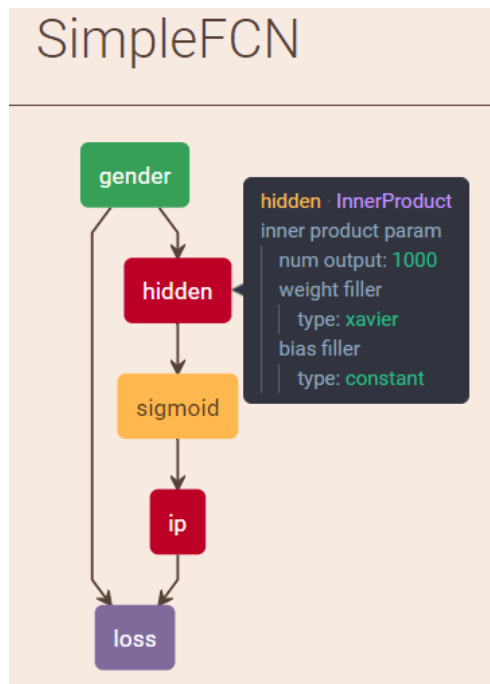 SimpleFCN
gender
hidden · InnerProduct
inner product param
num output: 1000
hidden
weight filler
type: xavier
bias filler
type: constant
sigmoid
ip
loss